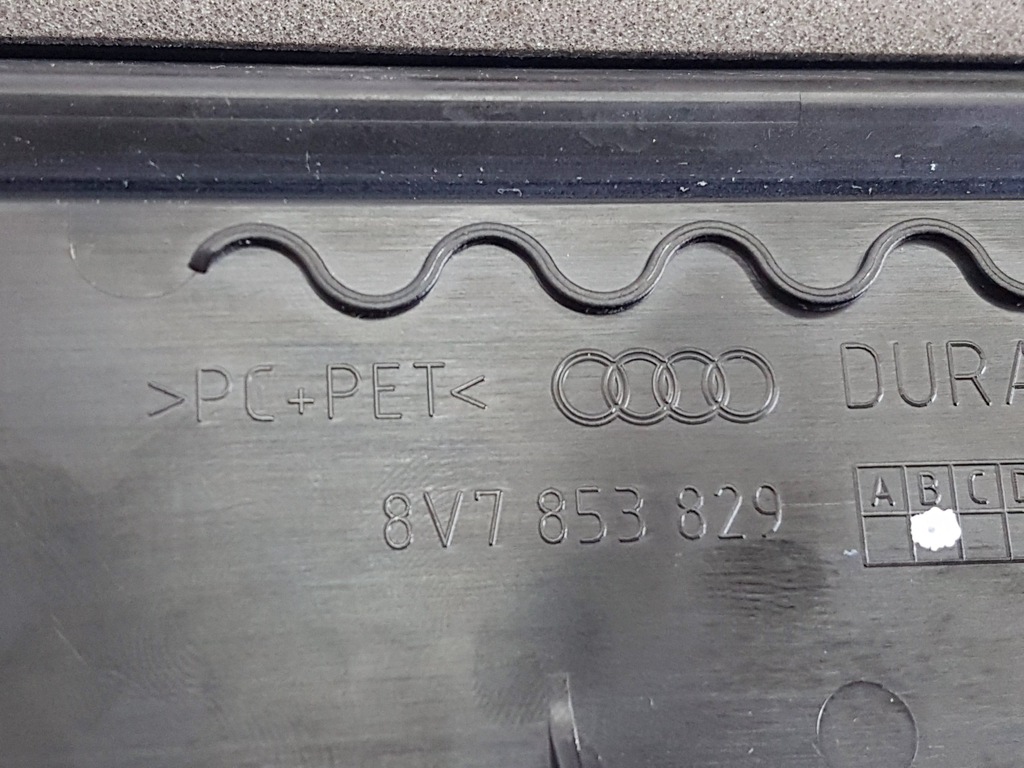 >PC+PET< DURA
8V7 853 829
A B C D